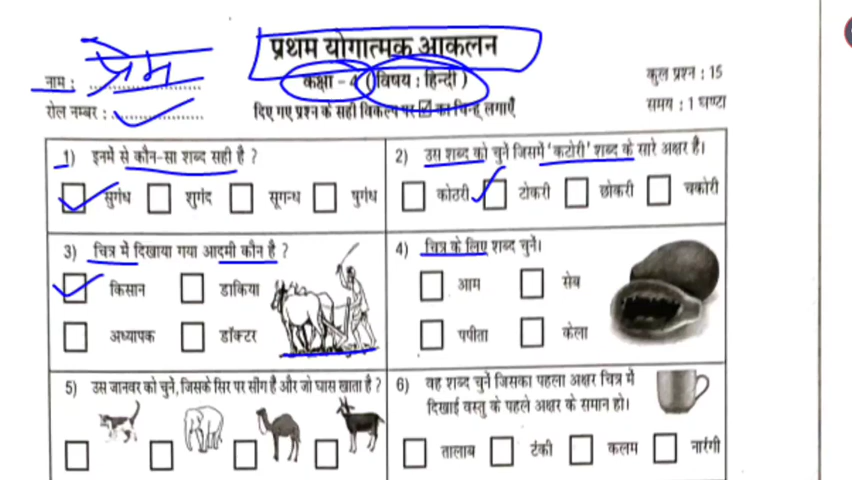 प्रथम योगात्मक आकलन
नाम : प्रेम
कक्षा - 4 ( विषय : हिन्दी )
कुल प्रश्न : 15
रोल नम्बर :
दिए गए प्रश्न के सही विकल्प पर ☑ का चिन्ह लगाएँ
समय : 1 घण्टा
1) इनमें से कौन-सा शब्द सही है ?
सुगंध शुगंद सूगन्ध षुगंध
2) उस शब्द को चुनें जिसमें 'कटोरी' शब्द के सारे अक्षर हैं।
कोठरी टोकरी छोकरी चकोरी
3) चित्र में दिखाया गया आदमी कौन है ?
किसान डाकिया
अध्यापक डॉक्टर
4) चित्र के लिए शब्द चुनें।
आम सेब
पपीता केला
5) उस जानवर को चुनें, जिसके सिर पर सींग है और जो घास खाता है ?
6) वह शब्द चुनें जिसका पहला अक्षर चित्र में
दिखाई वस्तु के पहले अक्षर के समान हो।
तालाब टंकी कलम नारंगी